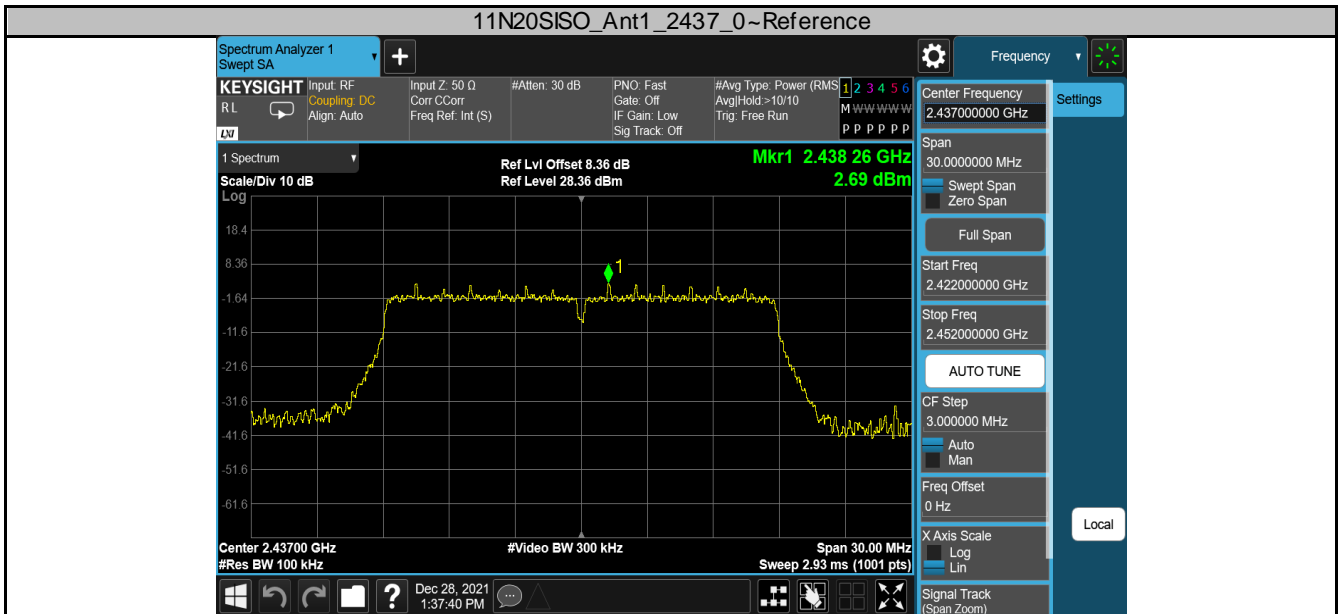 11N20SISO_Ant1_2437_0~Reference
Spectrum Analyzer 1
Swept SA
Frequency
KEYSIGHT
R L
LXI
Input: RF
Coupling: DC
Align: Auto
Input Z: 50 Ω
Corr CCorr
Freq Ref: Int (S)
#Atten: 30 dB
PNO: Fast
Gate: Off
IF Gain: Low
Sig Track: Off
#Avg Type: Power (RMS
Avg|Hold:>10/10
Trig: Free Run
1 2 3 4 5 6
M W W W W W
P P P P P P
1 Spectrum
Scale/Div 10 dB
Ref Lvl Offset 8.36 dB
Ref Level 28.36 dBm
Mkr1 2.438 26 GHz
2.69 dBm
Log
18.4
8.36
-1.64
-11.6
-21.6
-31.6
-41.6
-51.6
-61.6
1
Center 2.43700 GHz
#Res BW 100 kHz
#Video BW 300 kHz
Span 30.00 MHz
Sweep 2.93 ms (1001 pts)
Dec 28, 2021
1:37:40 PM
Center Frequency
2.437000000 GHz
Span
30.0000000 MHz
Swept Span
Zero Span
Full Span
Start Freq
2.422000000 GHz
Stop Freq
2.452000000 GHz
AUTO TUNE
CF Step
3.000000 MHz
Auto
Man
Freq Offset
0 Hz
X Axis Scale
Log
Lin
Signal Track
(Span Zoom)
Settings
Local